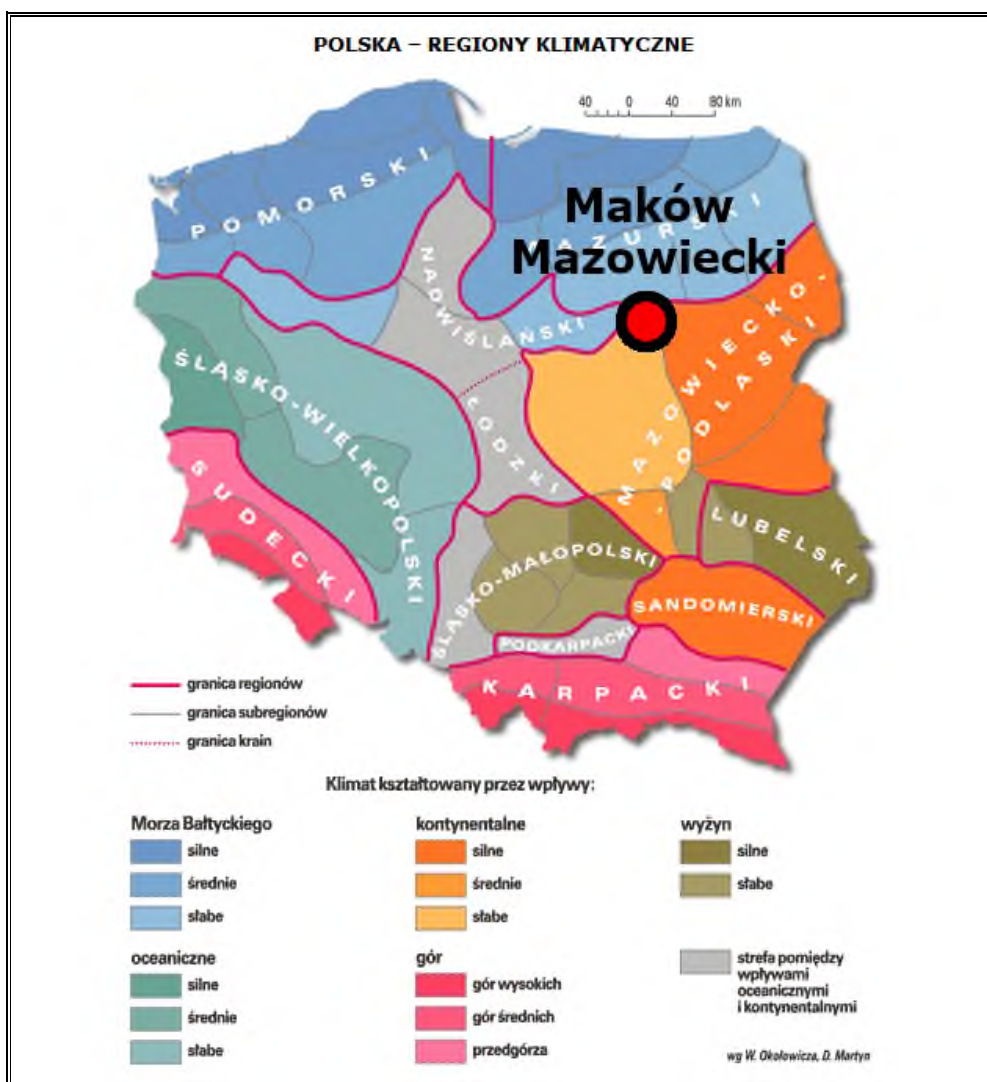 POLSKA – REGIONY KLIMATYCZNE
40 0 40 80 km
POMORSKI
Maków
MAZURSKI
Mazowiecki
NADWIŚLAŃSKI
MAZOWIECKO-
-PODLASKI
ŚLĄSKO-WIELKOPOLSKI
ŁÓDZKI
SUDECKI
LUBELSKI
ŚLĄSKO-MAŁOPOLSKI
SANDOMIERSKI
PODKARPACKI
KARPACKI
granica regionów
granica subregionów
granica krain
Klimat kształtowany przez wpływy:
Morza Bałtyckiego
silne
średnie
słabe
kontynentalne
silne
średnie
słabe
wyżyn
silne
słabe
oceaniczne
silne
średnie
słabe
gór
gór wysokich
gór średnich
przedgórza
strefa pomiędzy
wpływami
oceanicznymi
i kontynentalnymi
wg W. Okołowicza, D. Martyn